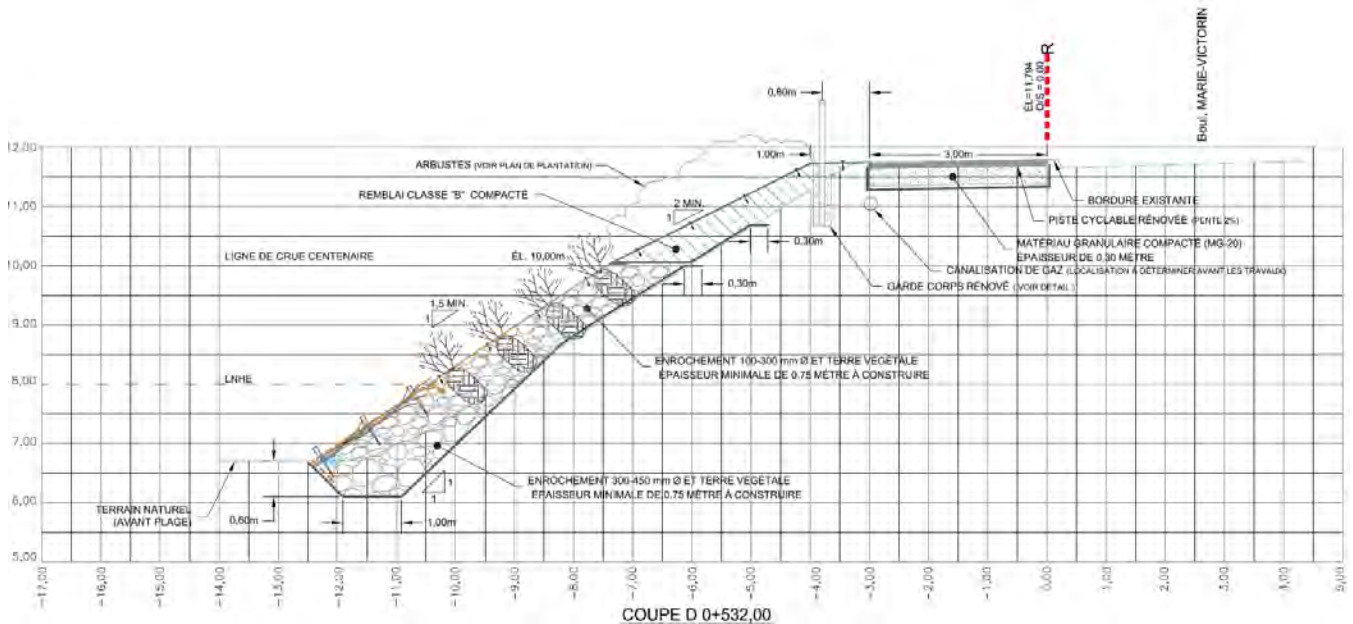 Boul. MARIE-VICTORIN
R
ÉL=11,794
O/S = 0,00
0,60m
12,00
1,00m
3,00m
ARBUSTES (VOIR PLAN DE PLANTATION)
REMBLAI CLASSE "B" COMPACTÉ
BORDURE EXISTANTE
11,00
2 MIN.
1
PISTE CYCLABLE RÉNOVÉE (PENTE 2%)
MATÉRIAU GRANULAIRE COMPACTÉ (MG-20)
ÉPAISSEUR DE 0,30 MÈTRE
0,30m
LIGNE DE CRUE CENTENAIRE
ÉL. 10,00m
10,00
CANALISATION DE GAZ (LOCALISATION À DÉTERMINER AVANT LES TRAVAUX)
0,30m
GARDE CORPS RÉNOVÉ (VOIR DÉTAIL)
1,5 MIN.
1
9,00
ENROCHEMENT 100-300 mm Ø ET TERRE VÉGÉTALE
ÉPAISSEUR MINIMALE DE 0.75 MÈTRE À CONSTRUIRE
LNHE
8,00
7,00
ENROCHEMENT 300-450 mm Ø ET TERRE VÉGÉTALE
ÉPAISSEUR MINIMALE DE 0.75 MÈTRE À CONSTRUIRE
1
1
6,00
TERRAIN NATUREL
(AVANT PLAGE)
0,60m
1,00m
5,00
-17,00 -16,00 -15,00 -14,00 -13,00 -12,00 -11,00 -10,00 -9,00 -8,00 -7,00 -6,00 -5,00 -4,00 -3,00 -2,00 -1,00 0,00 1,00 2,00 3,00 4,00 5,00
COUPE D 0+532,00